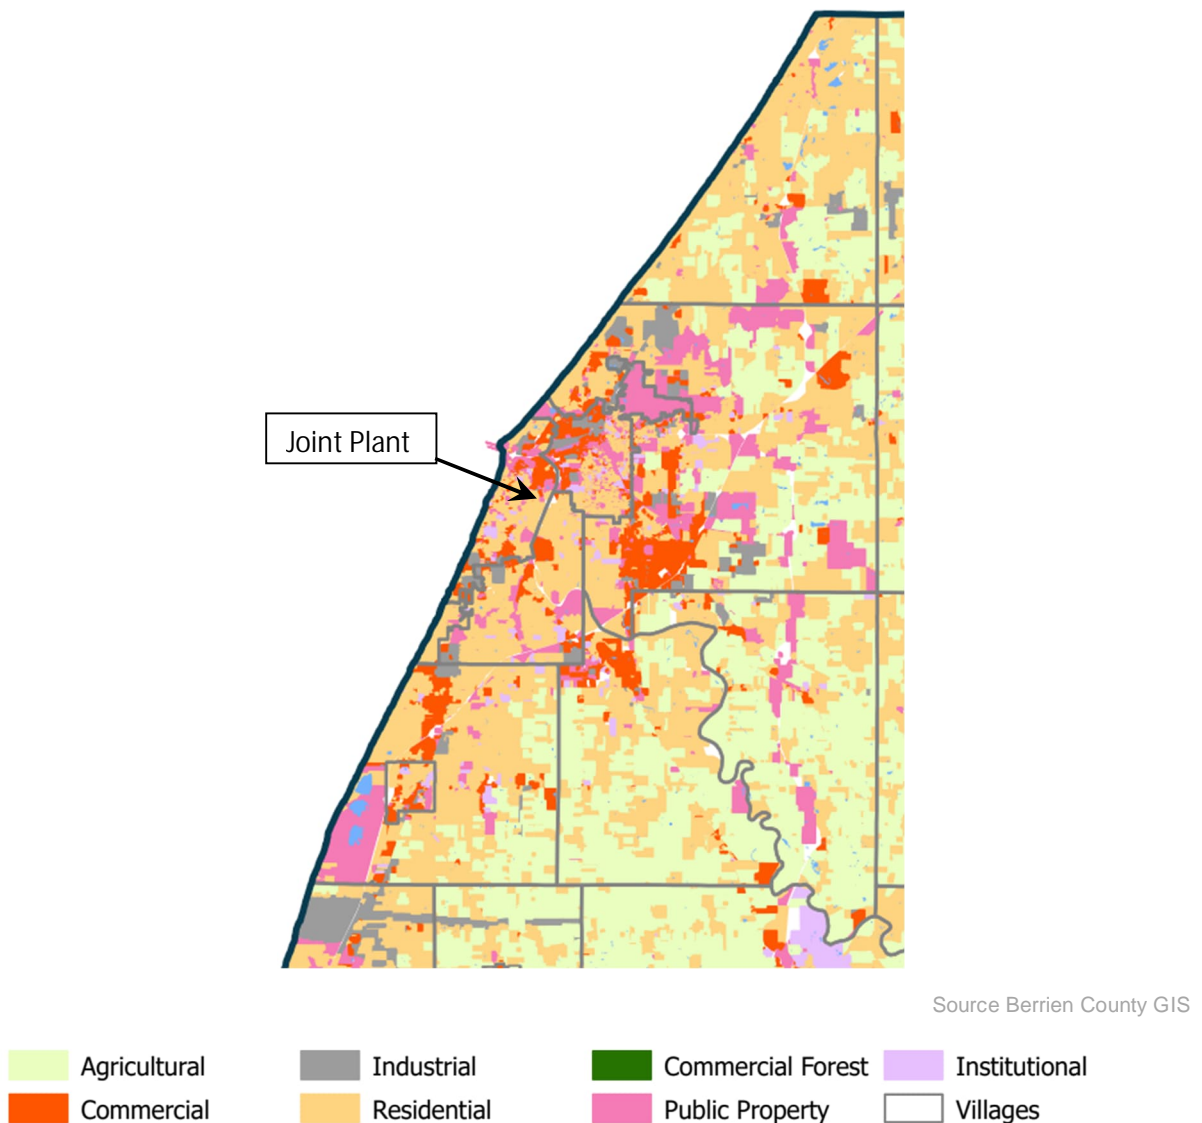 Joint Plant
Source Berrien County GIS
Agricultural
Industrial
Commercial Forest
Institutional
Commercial
Residential
Public Property
Villages